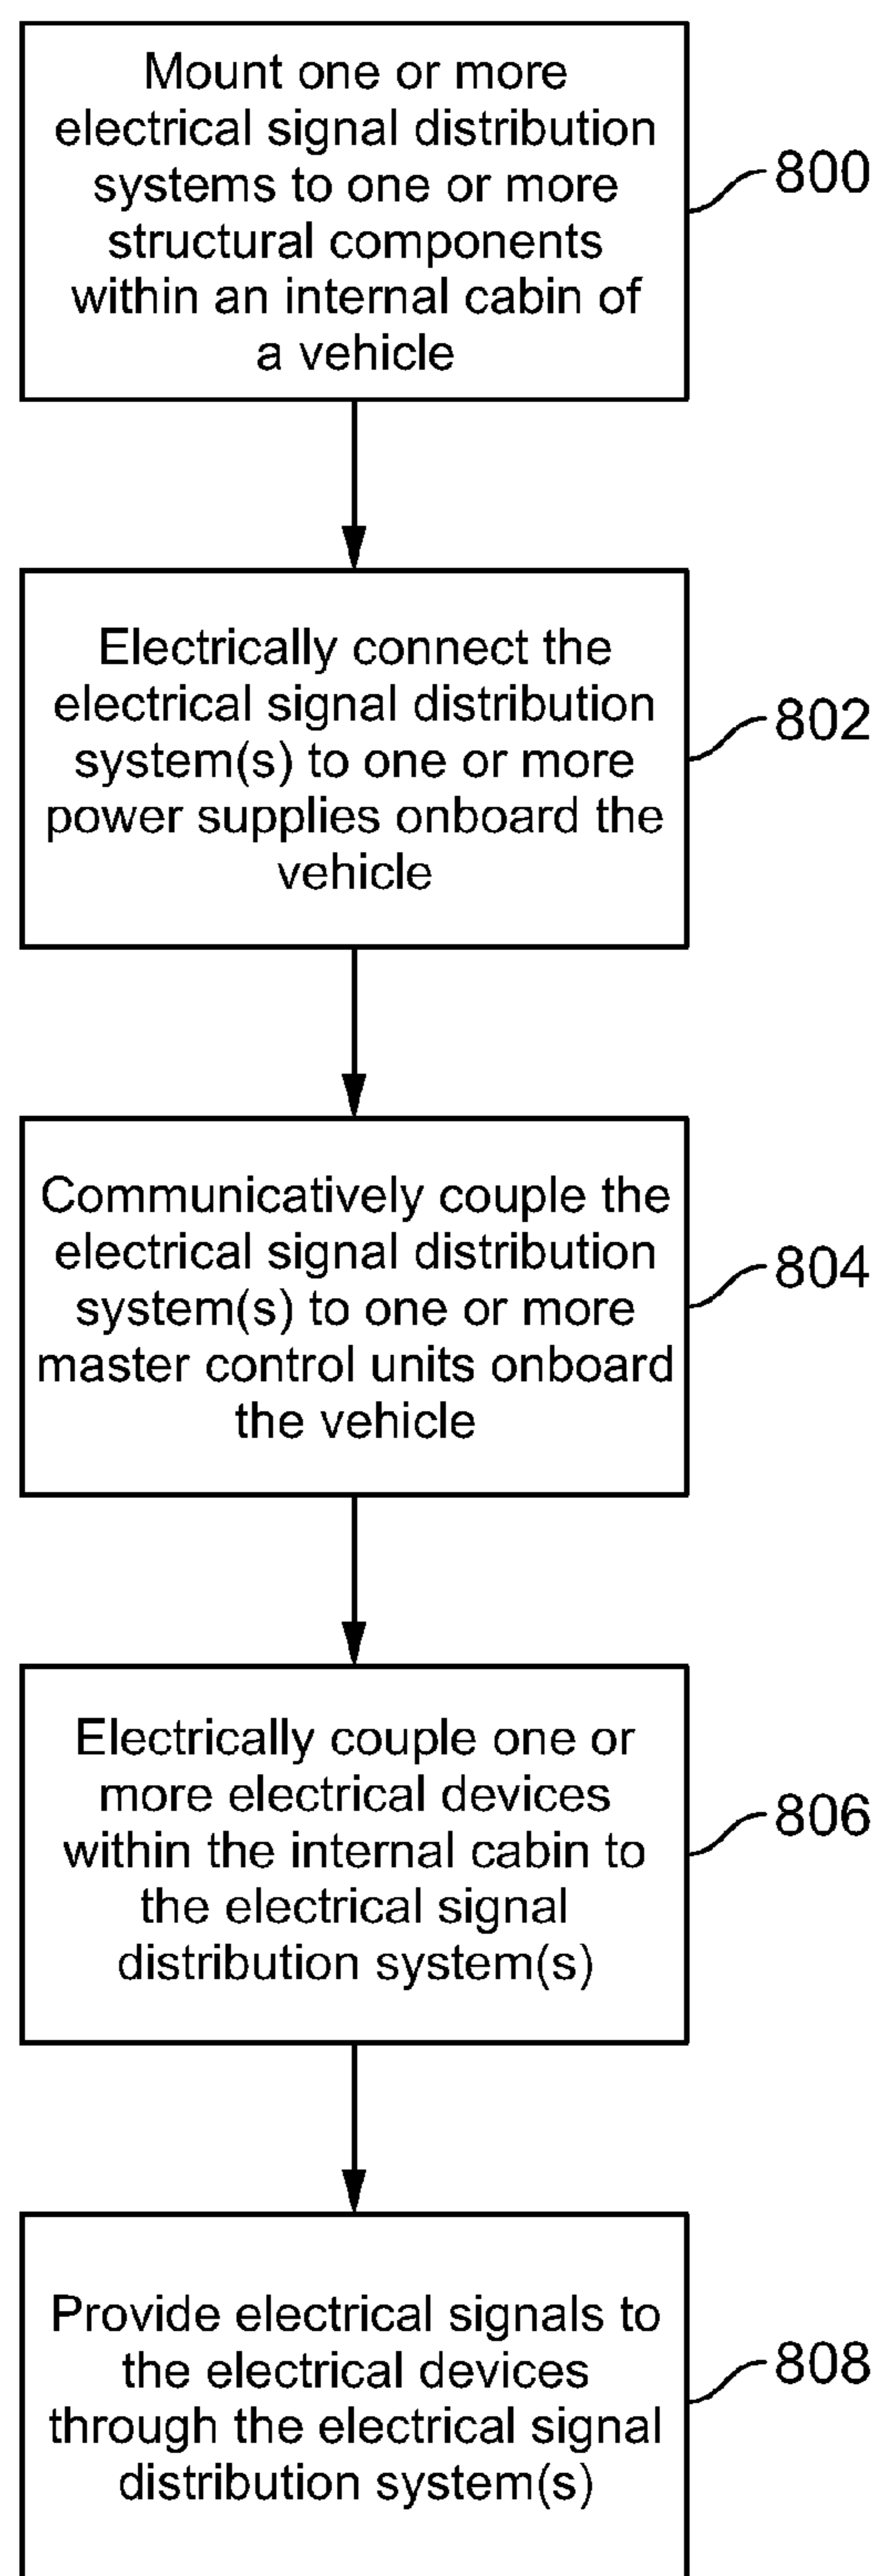 Mount one or more
electrical signal distribution
systems to one or more
structural components
within an internal cabin of
a vehicle
800
Electrically connect the
electrical signal distribution
system(s) to one or more
power supplies onboard the
vehicle
802
Communicatively couple the
electrical signal distribution
system(s) to one or more
master control units onboard
the vehicle
804
Electrically couple one or
more electrical devices
within the internal cabin to
the electrical signal
distribution system(s)
806
Provide electrical signals to
the electrical devices
through the electrical signal
distribution system(s)
808